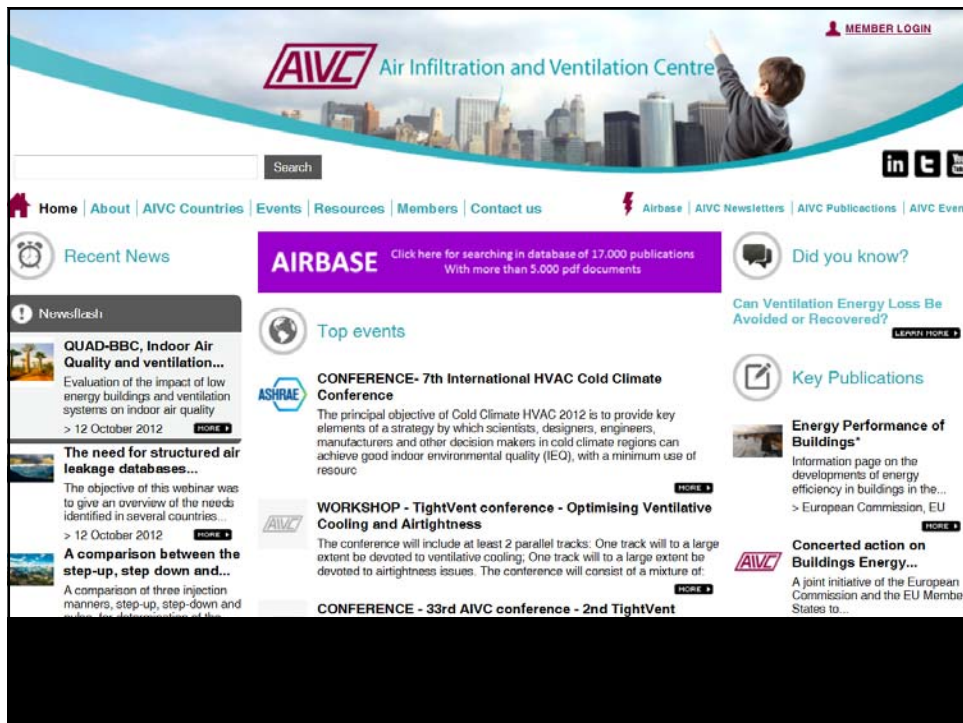 MEMBER LOGIN
AIVC Air Infiltration and Ventilation Centre
Search
in t You Tube
Home | About | AIVC Countries | Events | Resources | Members | Contact us
Airbase | AIVC Newsletters | AIVC Publicactions | AIVC Even
Recent News
Newsflash
QUAD-BBC, Indoor Air
Quality and ventilation...
Evaluation of the impact of low
energy buildings and ventilation
systems on indoor air quality
> 12 October 2012 MORE
The need for structured air
leakage databases...
The objective of this webinar was
to give an overview of the needs
identified in several countries...
> 12 October 2012 MORE
A comparison between the
step-up, step down and...
A comparison of three injection
manners, step-up, step-down and
pulse, for determination of the
AIRBASE
Click here for searching in database of 17.000 publications
With more than 5.000 pdf documents
Top events
ASHRAE
CONFERENCE- 7th International HVAC Cold Climate
Conference
The principal objective of Cold Climate HVAC 2012 is to provide key
elements of a strategy by which scientists, designers, engineers,
manufacturers and other decision makers in cold climate regions can
achieve good indoor environmental quality (IEQ), with a minimum use of
resourc
MORE
AIVC
WORKSHOP - TightVent conference - Optimising Ventilative
Cooling and Airtightness
The conference will include at least 2 parallel tracks: One track will to a large
extent be devoted to ventilative cooling; One track will to a large extent be
devoted to airtightness issues. The conference will consist of a mixture of:
MORE
CONFERENCE - 33rd AIVC conference - 2nd TightVent
Did you know?
Can Ventilation Energy Loss Be
Avoided or Recovered?
LEARN MORE
Key Publications
Energy Performance of
Buildings*
Information page on the
developments of energy
efficiency in buildings in the...
> European Commission, EU
MORE
AIVC
Concerted action on
Buildings Energy...
A joint initiative of the European
Commission and the EU Membe
States to...